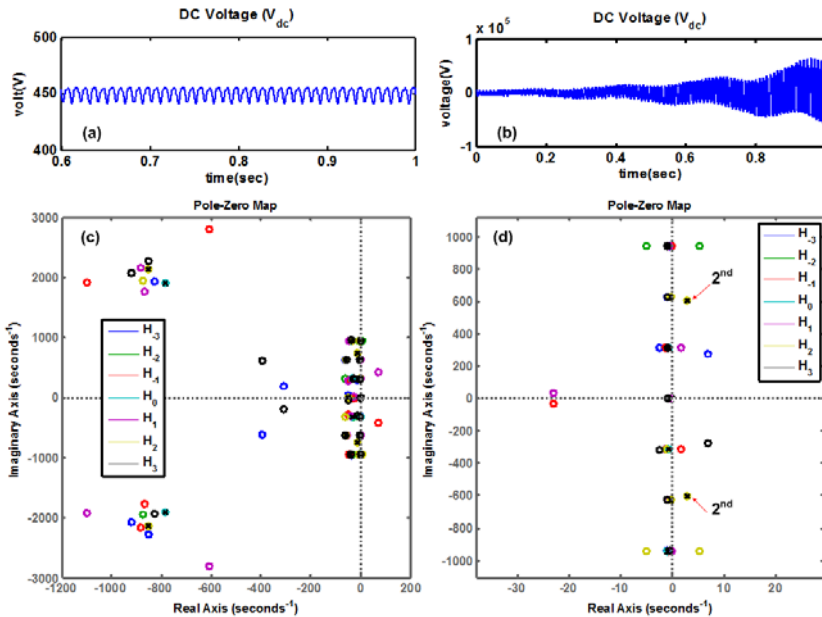 DC Voltage (Vdc)
500
450
400
volt(V)
(a)
0.6 0.7 0.8 0.9 1
time(sec)
DC Voltage (Vdc)
x 10^5
1
0
-1
voltage(V)
(b)
0 0.2 0.4 0.6 0.8
time(sec)
Pole-Zero Map
3000
2000
1000
0
-1000
-2000
-3000
Imaginary Axis (seconds^-1)
(c)
H-3
H-2
H-1
H0
H1
H2
H3
-1200 -1000 -800 -600 -400 -200 0 200
Real Axis (seconds^-1)
Pole-Zero Map
1000
800
600
400
200
0
-200
-400
-600
-800
-1000
Imaginary Axis (seconds^-1)
(d)
H-3
H-2
H-1
H0
H1
H2
H3
2nd
2nd
-30 -20 -10 0 10 20
Real Axis (seconds^-1)